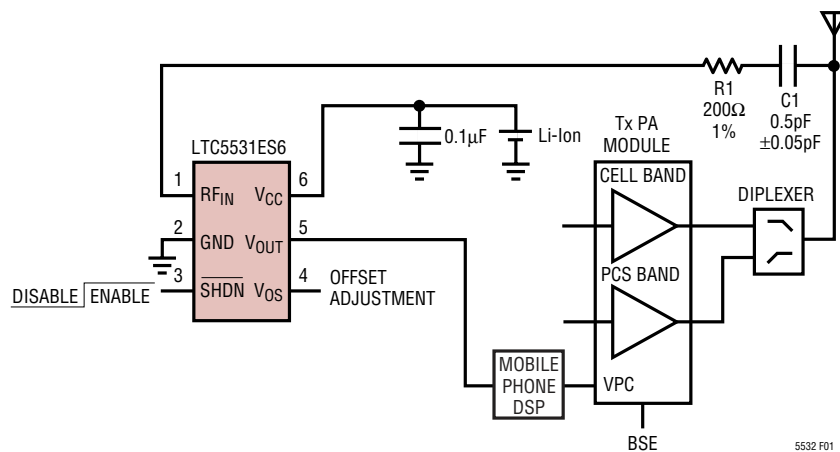 R1
200Ω
1%
C1
0.5pF
±0.05pF
0.1µF
Li-Ion
Tx PA
MODULE
LTC5531ES6
CELL BAND
DIPLEXER
1
RFIN
VCC
6
2
GND
VOUT
5
3
SHDN
VOS
4
DISABLE
ENABLE
OFFSET
ADJUSTMENT
PCS BAND
MOBILE
PHONE
DSP
VPC
BSE
5532 F01